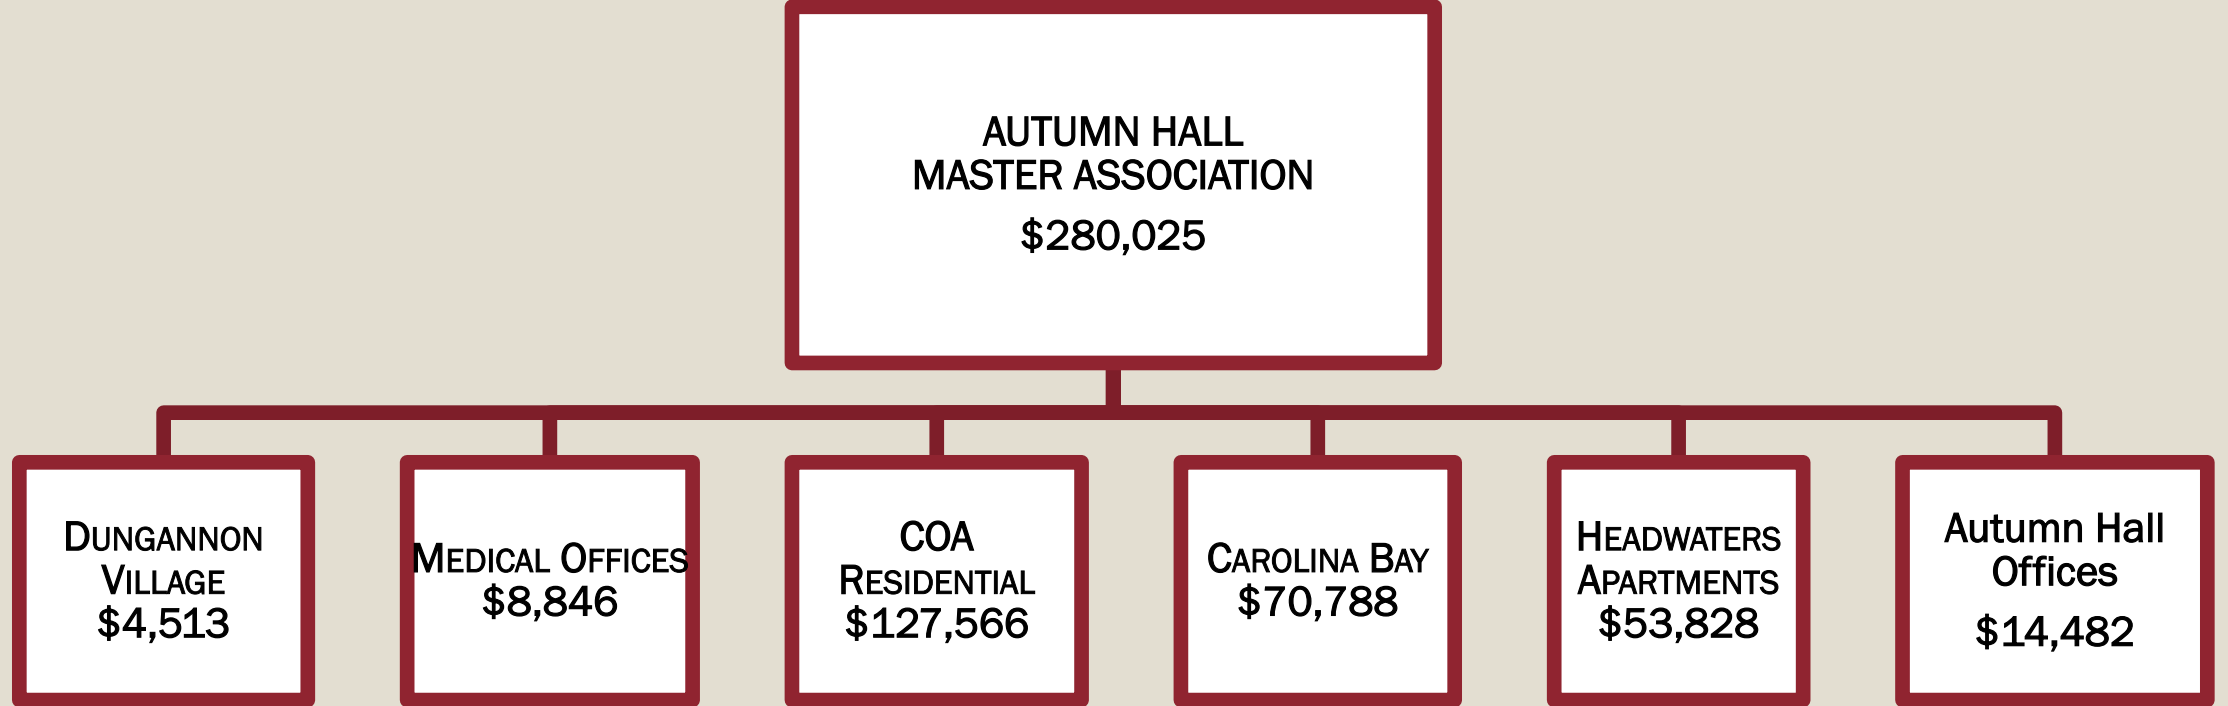 AUTUMN HALL
MASTER ASSOCIATION
$280,025
DUNGANNON
VILLAGE
$4,513
MEDICAL OFFICES
$8,846
COA
RESIDENTIAL
$127,566
CAROLINA BAY
$70,788
HEADWATERS
APARTMENTS
$53,828
Autumn Hall
Offices
$14,482